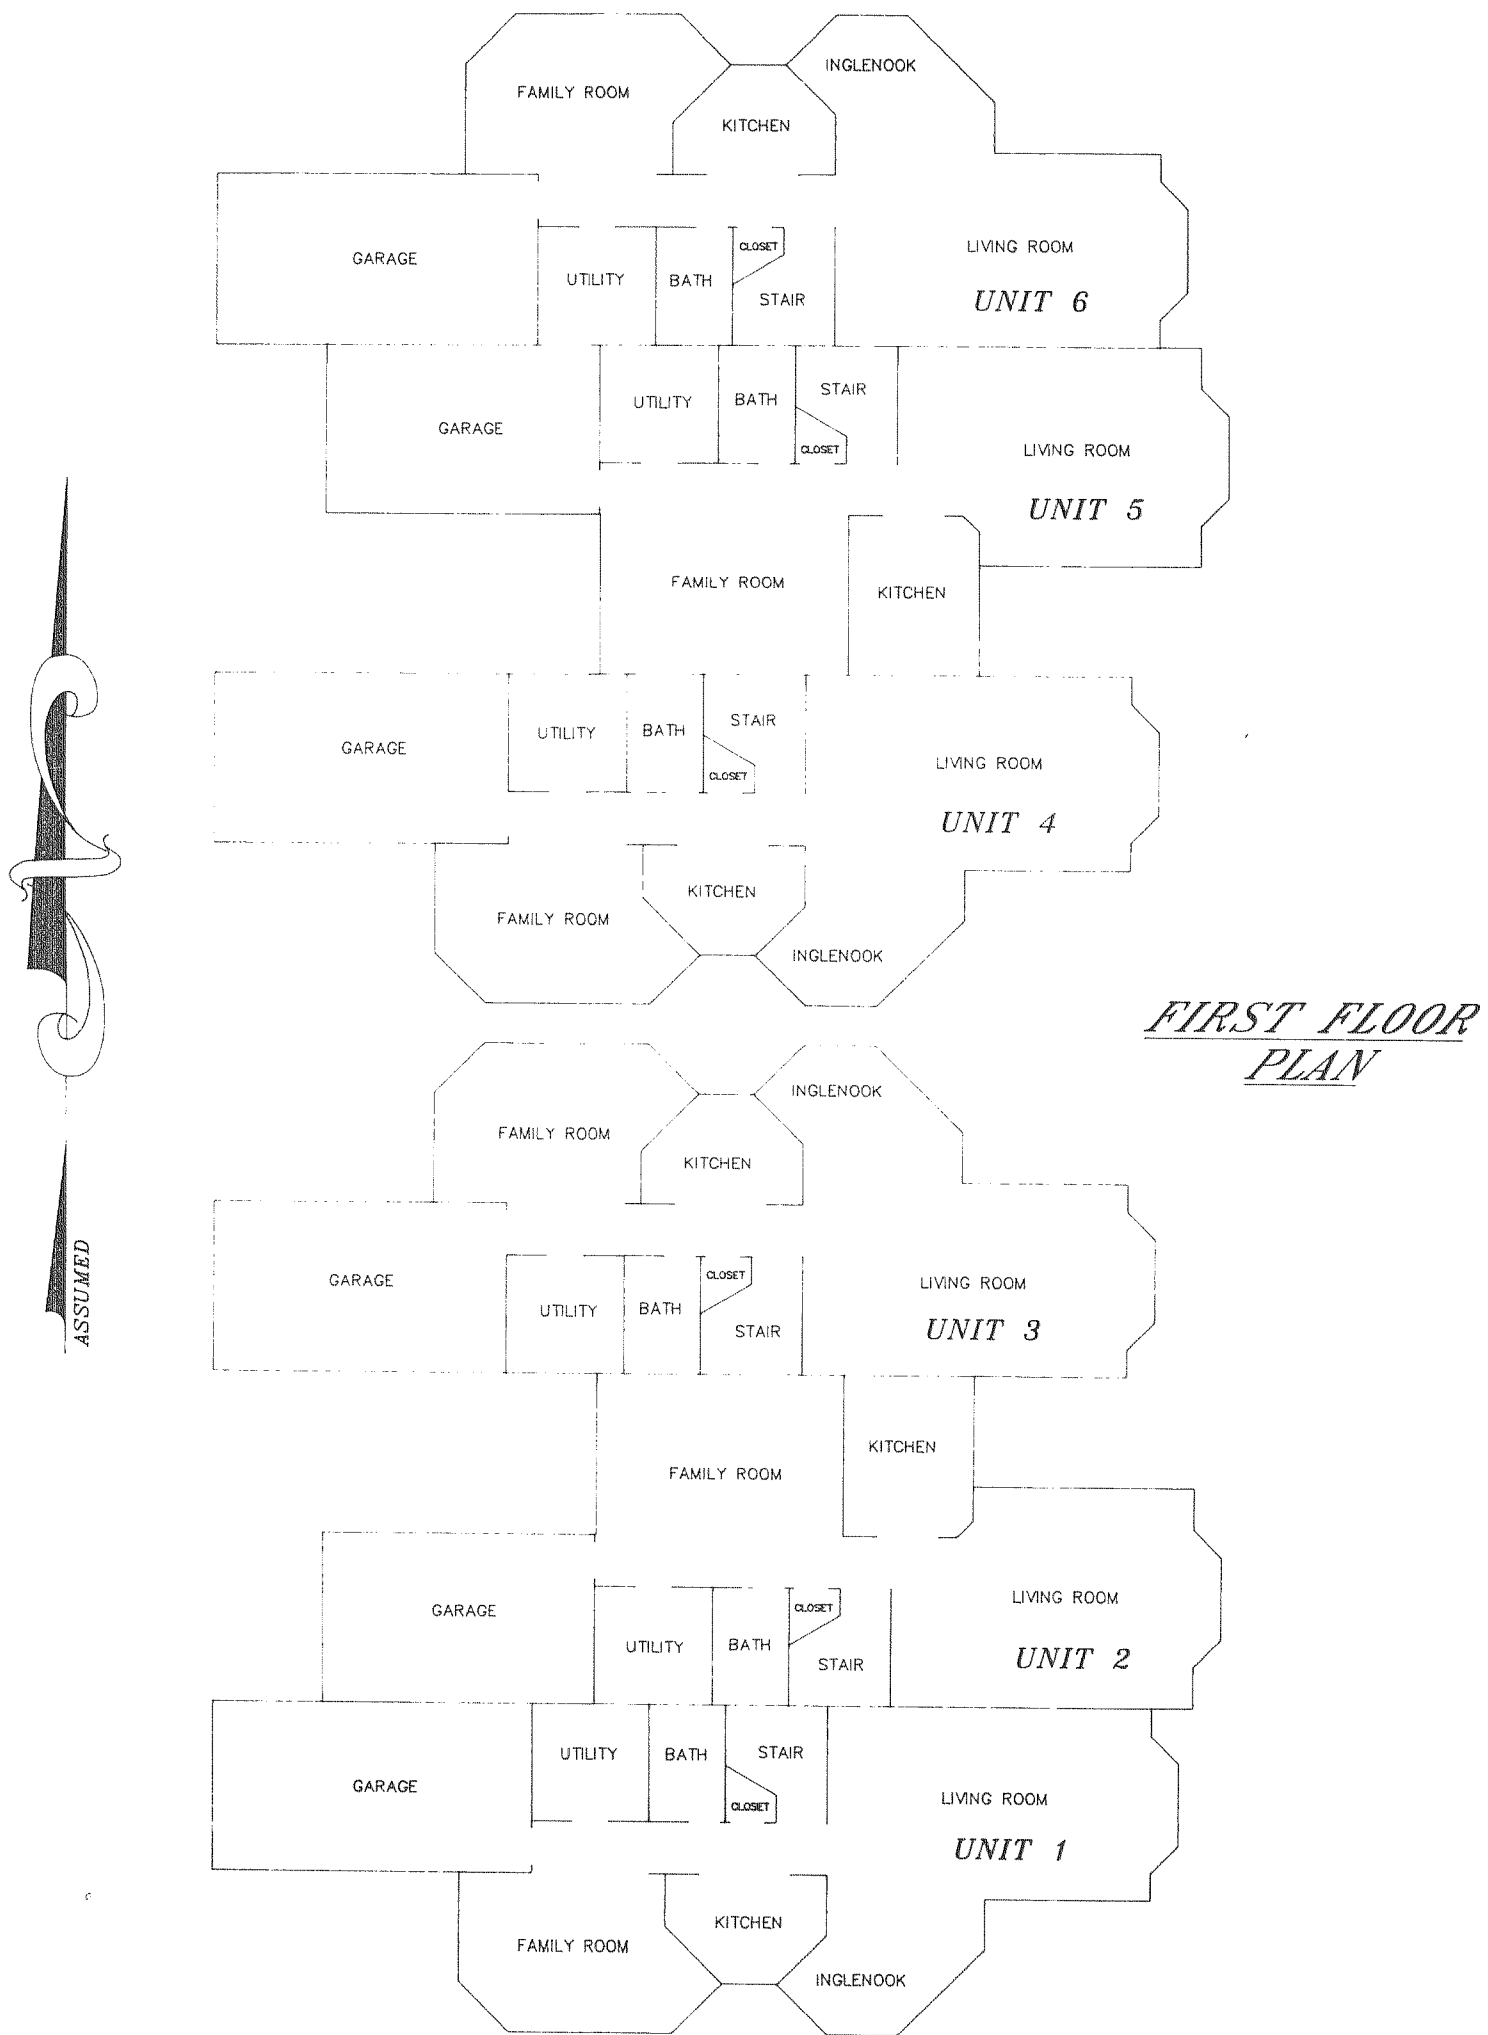 INGLENOOK
FAMILY ROOM
KITCHEN
GARAGE
UTILITY
BATH
CLOSET
STAIR
LIVING ROOM
UNIT 6
GARAGE
UTILITY
BATH
STAIR
CLOSET
LIVING ROOM
UNIT 5
FAMILY ROOM
KITCHEN
GARAGE
UTILITY
BATH
STAIR
CLOSET
LIVING ROOM
UNIT 4
KITCHEN
FAMILY ROOM
INGLENOOK
FIRST FLOOR
PLAN
INGLENOOK
FAMILY ROOM
KITCHEN
ASSUMED
GARAGE
UTILITY
BATH
CLOSET
STAIR
LIVING ROOM
UNIT 3
KITCHEN
FAMILY ROOM
GARAGE
UTILITY
BATH
CLOSET
STAIR
LIVING ROOM
UNIT 2
GARAGE
UTILITY
BATH
STAIR
CLOSET
LIVING ROOM
UNIT 1
KITCHEN
FAMILY ROOM
INGLENOOK